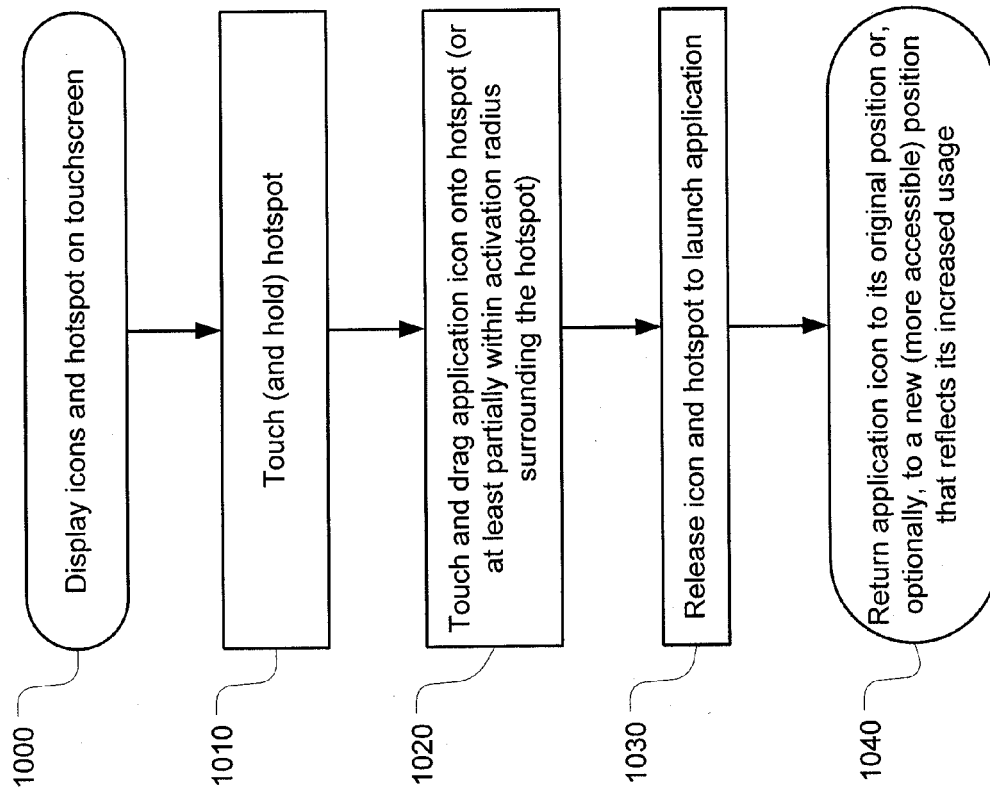 1000
Display icons and hotspot on touchscreen
1010
Touch (and hold) hotspot
1020
Touch and drag application icon onto hotspot (or
at least partially within activation radius
surrounding the hotspot)
1030
Release icon and hotspot to launch application
1040
Return application icon to its original position or,
optionally, to a new (more accessible) position
that reflects its increased usage